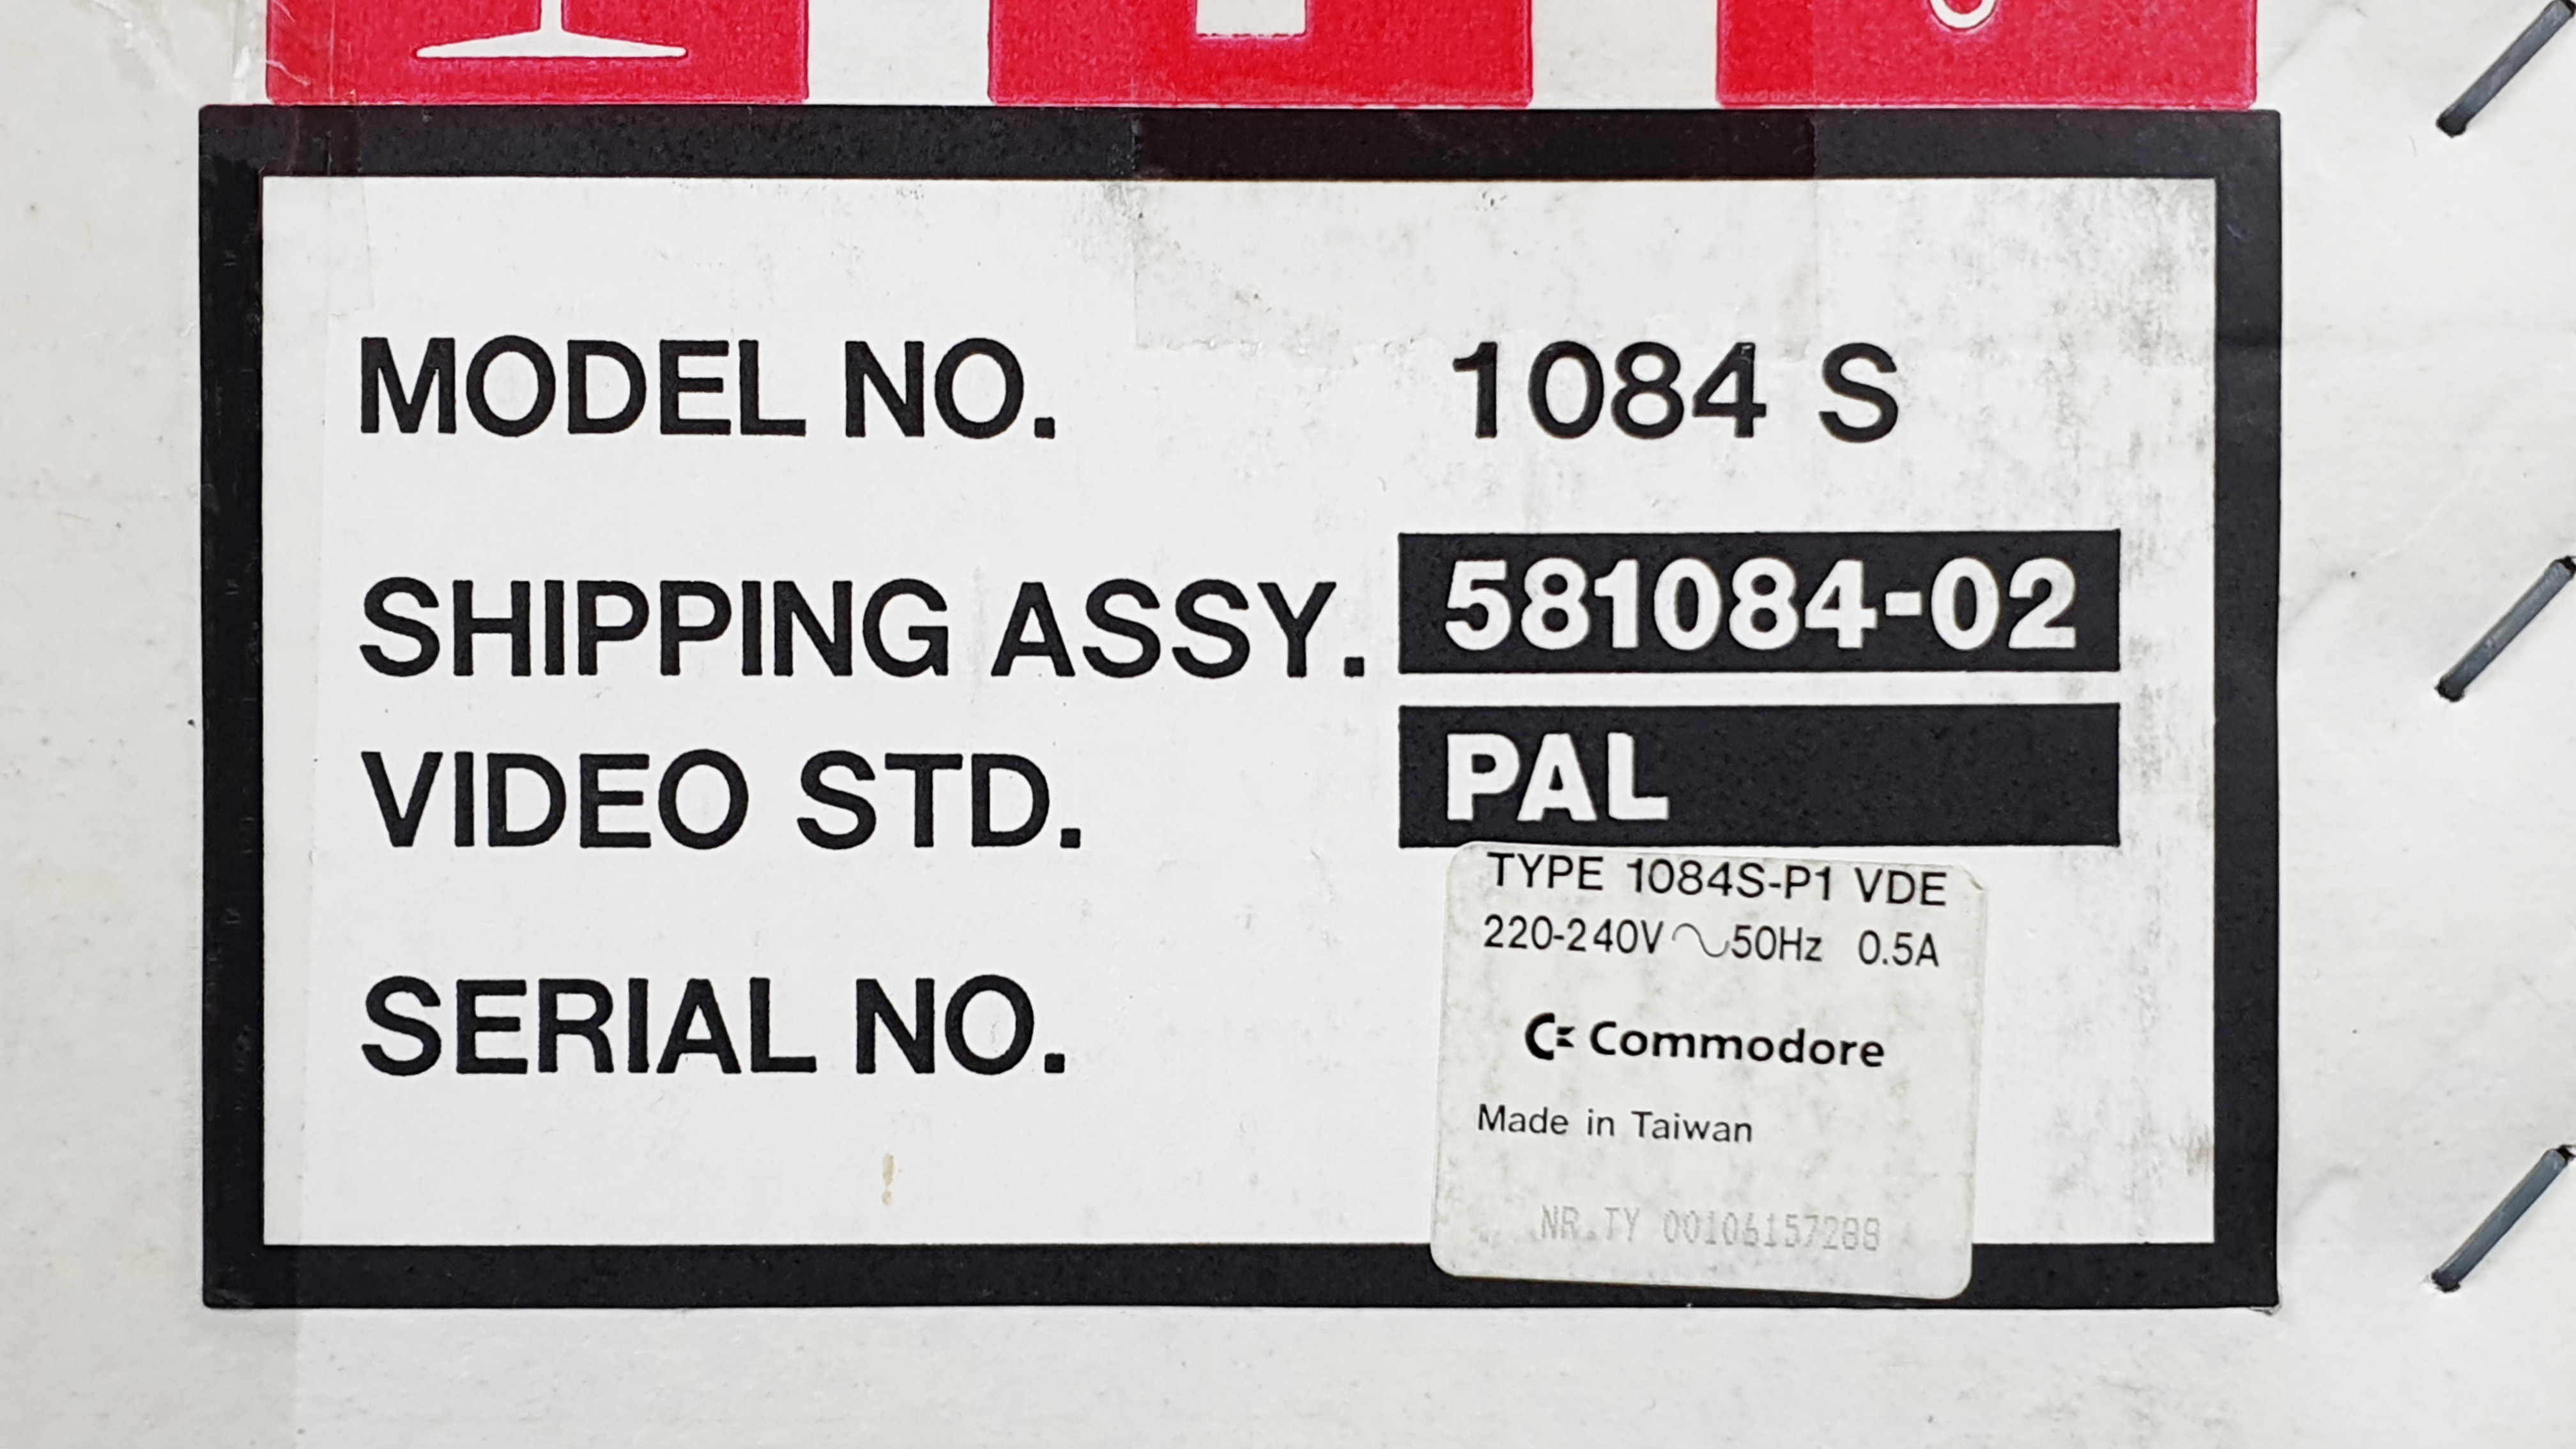 MODEL NO. 1084 S
SHIPPING ASSY. 581084-02
VIDEO STD. PAL
TYPE 1084S-P1 VDE
220-240V~50Hz 0.5A
SERIAL NO.
Commodore
Made in Taiwan
NR.TY 00106157288